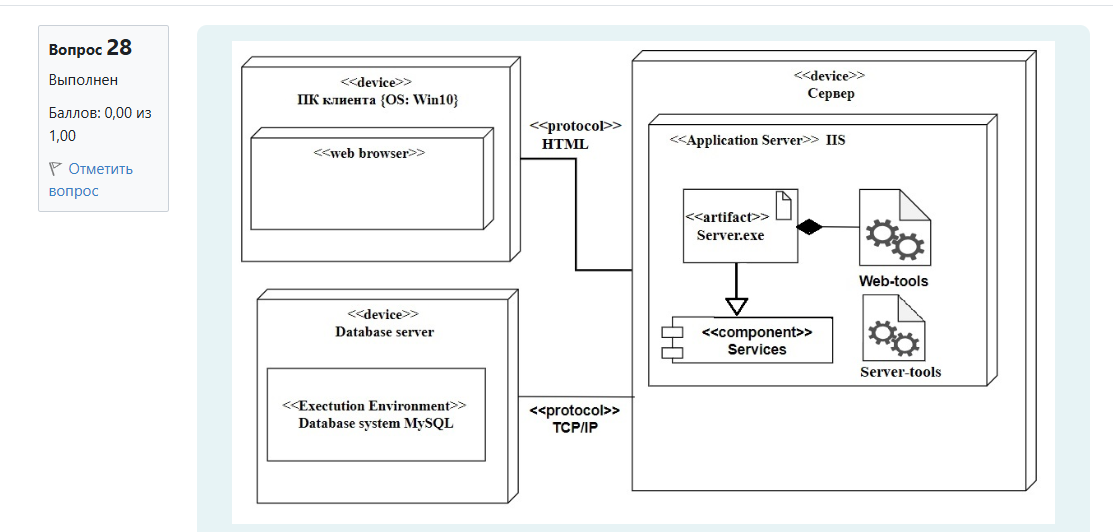 Вопрос 28
Выполнен
Баллов: 0,00 из
1,00
Отметить
вопрос
<<device>>
ПК клиента {OS: Win10}
<<web browser>>
<<protocol>>
HTML
<<device>>
Сервер
<<Application Server>> IIS
<<artifact>>
Server.exe
Web-tools
<<component>>
Services
Server-tools
<<device>>
Database server
<<Exectution Environment>>
Database system MySQL
<<protocol>>
TCP/IP